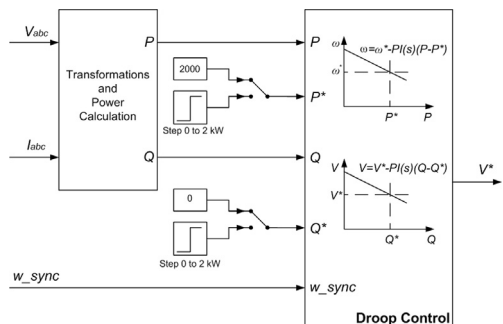 Vabc
Transformations
and
Power
Calculation
Iabc
P
Q
2000
Step 0 to 2 kW
0
Step 0 to 2 kW
w_sync
P
P*
Q
Q*
w_sync
ω
ω=ω*-PI(s)(P-P*)
ω*
P*
P
V
V=V*-PI(s)(Q-Q*)
V*
Q*
Q
Droop Control
V*